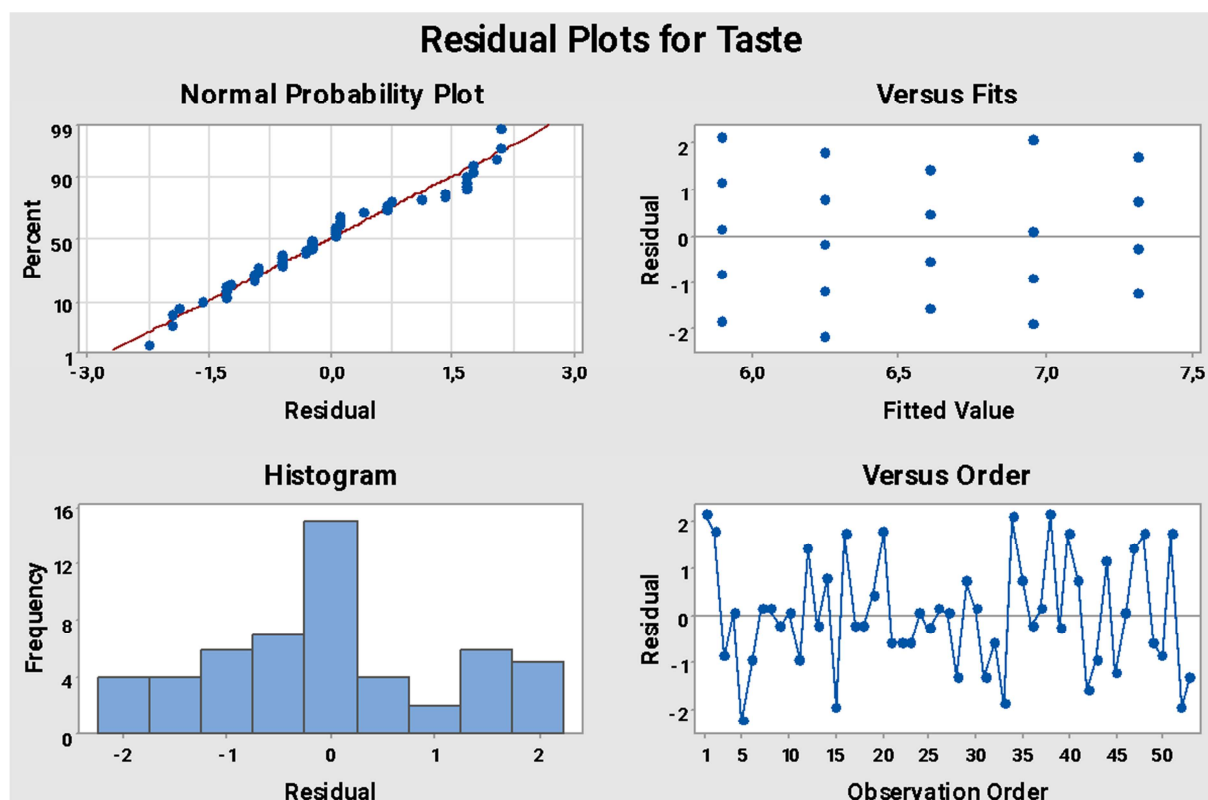 Residual Plots for Taste
Normal Probability Plot
Percent
99
90
50
10
1
-3,0 -1,5 0,0 1,5 3,0
Residual
Versus Fits
Residual
2
1
0
-1
-2
6,0 6,5 7,0 7,5
Fitted Value
Histogram
Frequency
16
12
8
4
0
-2 -1 0 1 2
Residual
Versus Order
Residual
2
1
0
-1
-2
1 5 10 15 20 25 30 35 40 45 50
Observation Order